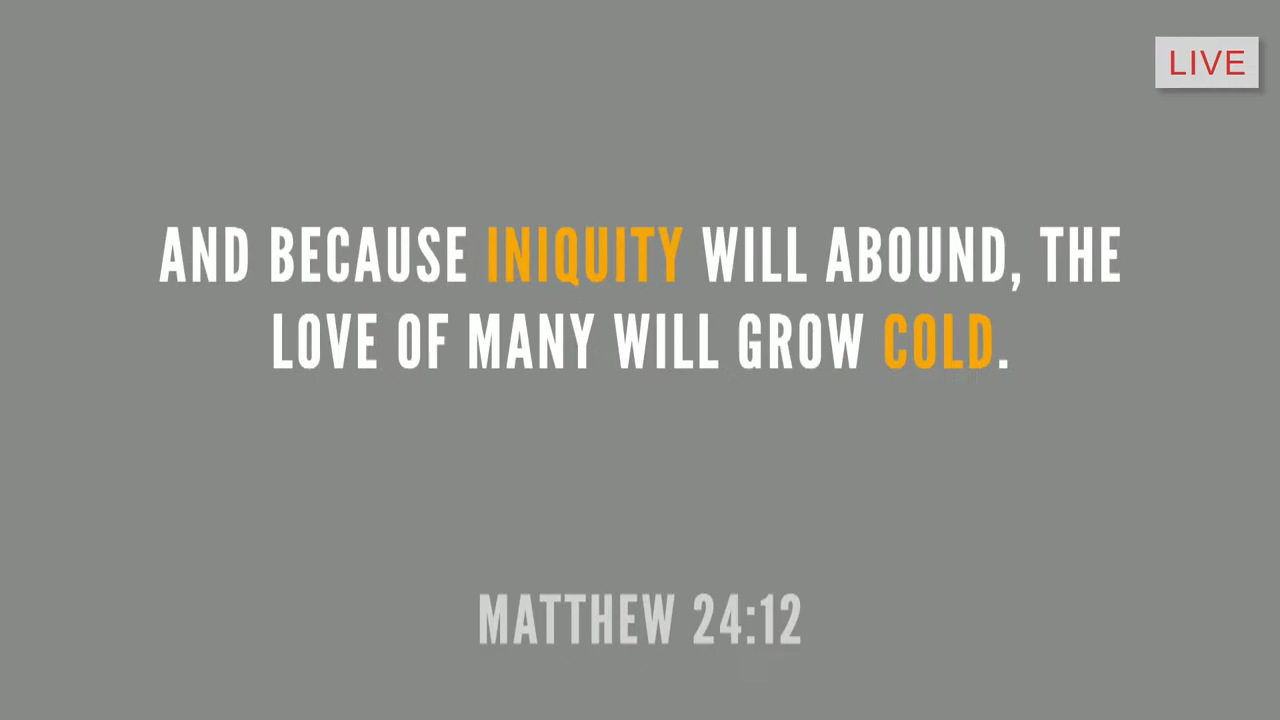 LIVE
AND BECAUSE INIQUITY WILL ABOUND, THE
LOVE OF MANY WILL GROW COLD.
MATTHEW 24:12